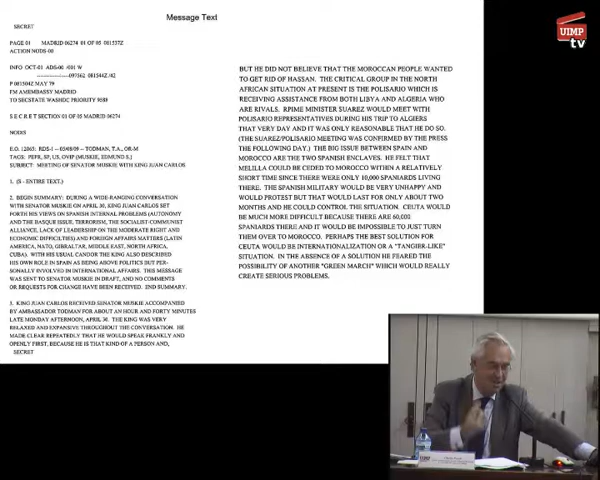 Message Text
SECRET
PAGE 01 MADRID 06274 01 OF 05 081537Z
ACTION NODS-00
INFO OCT-01 ADS-00 /001 W
P 081504Z MAY 79
FM AMEMBASSY MADRID
TO SECSTATE WASHDC PRIORITY
S E C R E T SECTION 01 OF 05 MADRID 06274
NODIS
E.O. 12065: RDS-1 TODMAN, T.A., OR-M
TAGS: PEPR, SP, US, OVIP (MUSKIE, EDMUND S.)
SUBJECT: MEETING OF SENATOR MUSKIE WITH KING JUAN CARLOS
1. (S - ENTIRE TEXT.)
2. BEGIN SUMMARY: DURING A WIDE-RANGING CONVERSATION
WITH SENATOR MUSKIE ON APRIL 30, KING JUAN CARLOS SET
FORTH HIS VIEWS ON SPANISH INTERNAL PROBLEMS (AUTONOMY
AND THE BASQUE ISSUE, TERRORISM, THE SOCIALIST-COMMUNIST
ALLIANCE, LACK OF LEADERSHIP ON THE MODERATE RIGHT AND
ECONOMIC DIFFICULTIES) AND FOREIGN AFFAIRS MATTERS (LATIN
AMERICA, NATO, GIBRALTAR, MIDDLE EAST, NORTH AFRICA,
CUBA). WITH HIS USUAL CANDOR THE KING ALSO DESCRIBED
HIS OWN ROLE IN SPAIN AS BEING ABOVE POLITICS BUT PER-
SONALLY INVOLVED IN INTERNATIONAL AFFAIRS. THIS MESSAGE
WAS SENT TO SENATOR MUSKIE IN DRAFT, AND NO COMMENTS
OR REQUESTS FOR CHANGE HAVE BEEN RECEIVED. END SUMMARY.
3. KING JUAN CARLOS RECEIVED SENATOR MUSKIE ACCOMPANIED
BY AMBASSADOR TODMAN FOR ABOUT AN HOUR AND FORTY MINUTES
LATE MONDAY AFTERNOON, APRIL 30. THE KING WAS VERY
RELAXED AND EXPANSIVE THROUGHOUT THE CONVERSATION. HE
MADE CLEAR REPEATEDLY THAT HE WOULD SPEAK FRANKLY AND
OPENLY FIRST, BECAUSE HE IS THAT KIND OF A PERSON AND,
SECRET
BUT HE DID NOT BELIEVE THAT THE MOROCCAN PEOPLE WANTED
TO GET RID OF HASSAN. THE CRITICAL GROUP IN THE NORTH
AFRICAN SITUATION AT PRESENT IS THE POLISARIO WHICH IS
RECEIVING ASSISTANCE FROM BOTH LIBYA AND ALGERIA WHO
ARE RIVALS. RPIME MINISTER SUAREZ WOULD MEET WITH
POLISARIO REPRESENTATIVES DURING HIS TRIP TO ALGIERS
THAT VERY DAY AND IT WAS ONLY REASONABLE THAT HE DO SO.
(THE SUAREZ/POLISARIO MEETING WAS CONFIRMED BY THE PRESS
THE FOLLOWING DAY.) THE BIG ISSUE BETWEEN SPAIN AND
MOROCCO ARE THE TWO SPANISH ENCLAVES. HE FELT THAT
MELILLA COULD BE CEDED TO MOROCCO WITHIN A RELATIVELY
SHORT TIME SINCE THERE WERE ONLY 10,000 SPANIARDS LIVING
THERE. THE SPANISH MILITARY WOULD BE VERY UNHAPPY AND
WOULD PROTEST BUT THAT WOULD LAST FOR ONLY ABOUT TWO
MONTHS AND HE COULD CONTROL THE SITUATION. CEUTA WOULD
BE MUCH MORE DIFFICULT BECAUSE THERE ARE 60,000
SPANIARDS THERE AND IT WOULD BE IMPOSSIBLE TO JUST TURN
THEM OVER TO MOROCCO. PERHAPS THE BEST SOLUTION FOR
CEUTA WOULD BE INTERNATIONALIZATION OR A "TANGIER-LIKE"
SITUATION. IN THE ABSENCE OF A SOLUTION HE FEARED THE
POSSIBILITY OF ANOTHER "GREEN MARCH" WHICH WOULD REALLY
CREATE SERIOUS PROBLEMS.
UIMP
tv